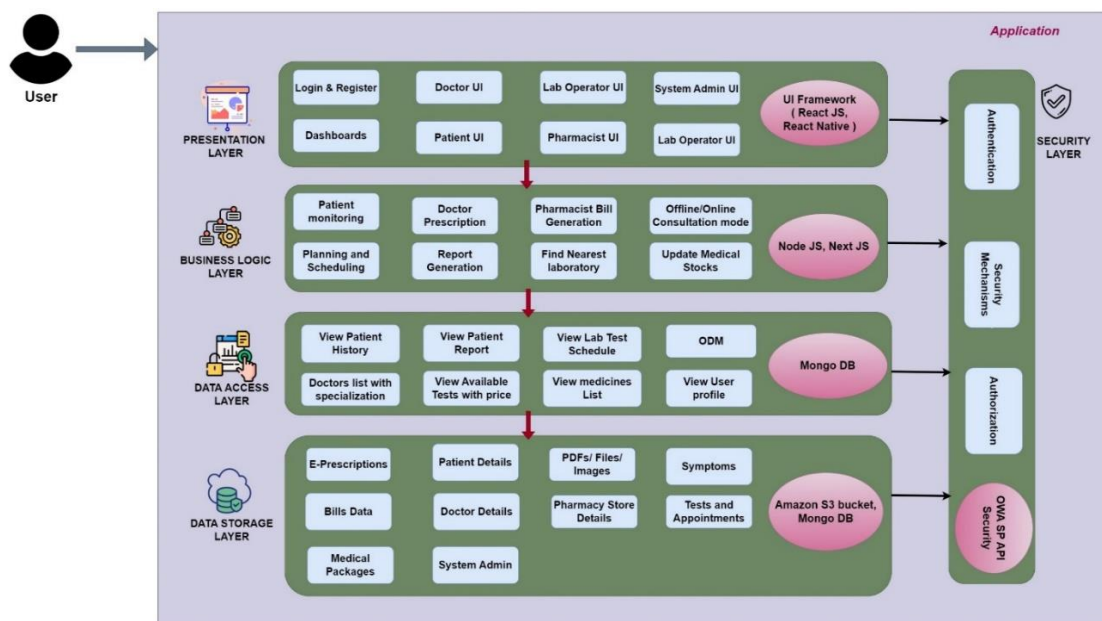 Application
User
PRESENTATION
LAYER
Login & Register
Doctor UI
Lab Operator UI
System Admin UI
Dashboards
Patient UI
Pharmacist UI
Lab Operator UI
UI Framework
( React JS,
React Native )
BUSINESS LOGIC
LAYER
Patient
monitoring
Doctor
Prescription
Pharmacist Bill
Generation
Offline/Online
Consultation mode
Planning and
Scheduling
Report
Generation
Find Nearest
laboratory
Update Medical
Stocks
Node JS, Next JS
DATA ACCESS
LAYER
View Patient
History
View Patient
Report
View Lab Test
Schedule
ODM
Doctors list with
specialization
View Available
Tests with price
View medicines
List
View User
profile
Mongo DB
DATA STORAGE
LAYER
E-Prescriptions
Patient Details
PDFs/ Files/
Images
Symptoms
Bills Data
Doctor Details
Pharmacy Store
Details
Tests and
Appointments
Medical
Packages
System Admin
Amazon S3 bucket,
Mongo DB
SECURITY
LAYER
Authentication
Security
Mechanisms
Authorization
OWA SP API
Security